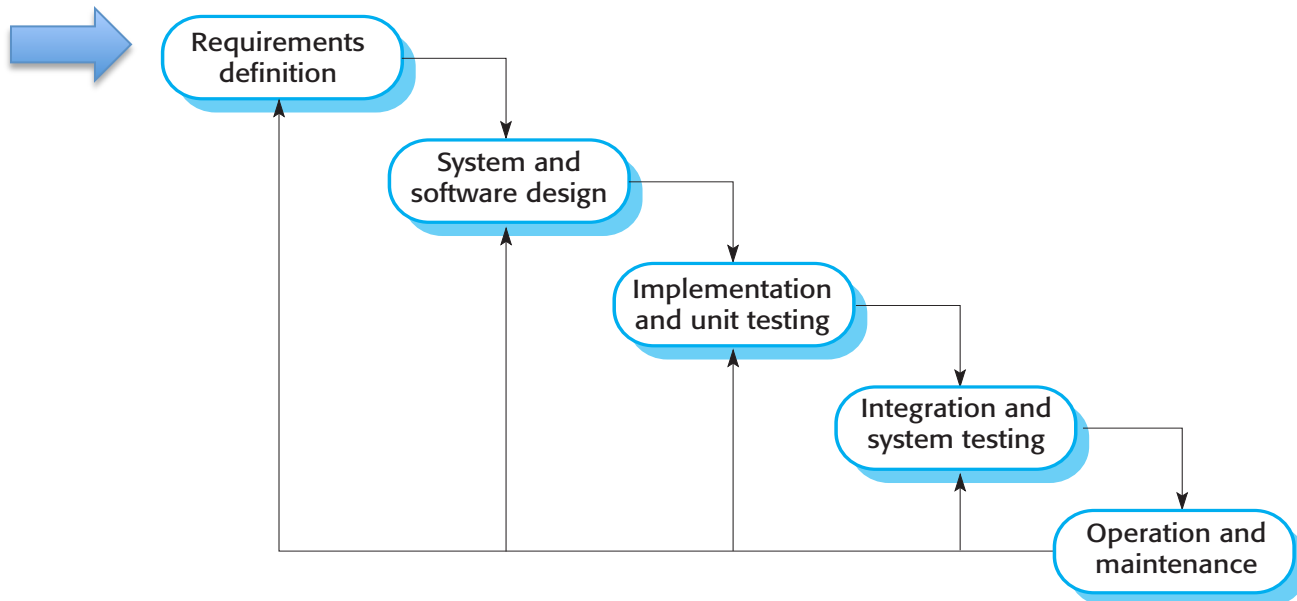 Requirements
definition
System and
software design
Implementation
and unit testing
Integration and
system testing
Operation and
maintenance